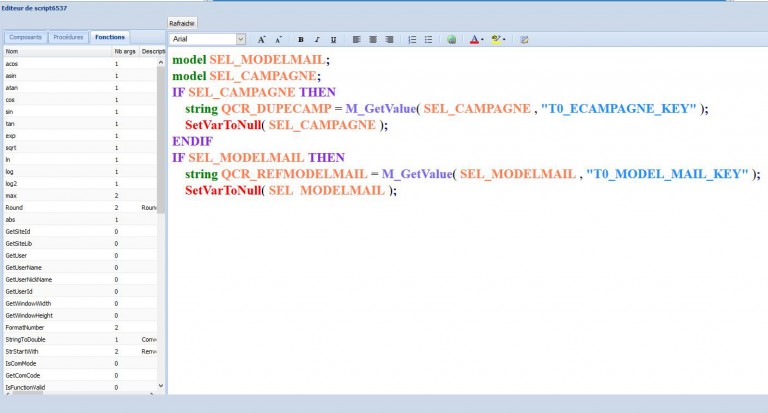 Editeur de script6537
Rafraichir
Composants Procédures Fonctions
Arial
Nom Nb args Descripti
acos 1
asin 1
atan 1
cos 1
sin 1
tan 1
exp 1
sqrt 1
ln 1
log 1
log2 1
max 2
Round 2 Round
abs 1
GetSiteId 0
GetSiteLib 0
GetUser 0
GetUserName 0
GetUserNickName 0
GetUserId 0
GetWindowWidth 0
GetWindowHeight 0
FormatNumber 2
StringToDouble 1 Conve
StrStartWith 2 Renvo
IsComMode 0
GetComCode 0
IsFunctionValid 0
model SEL_MODELMAIL;
model SEL_CAMPAGNE;
IF SEL_CAMPAGNE THEN
string QCR_DUPECAMP = M_GetValue( SEL_CAMPAGNE , "T0_ECAMPAGNE_KEY" );
SetVarToNull( SEL_CAMPAGNE );
ENDIF
IF SEL_MODELMAIL THEN
string QCR_REFMODELMAIL = M_GetValue( SEL_MODELMAIL , "T0_MODEL_MAIL_KEY" );
SetVarToNull( SEL_MODELMAIL );